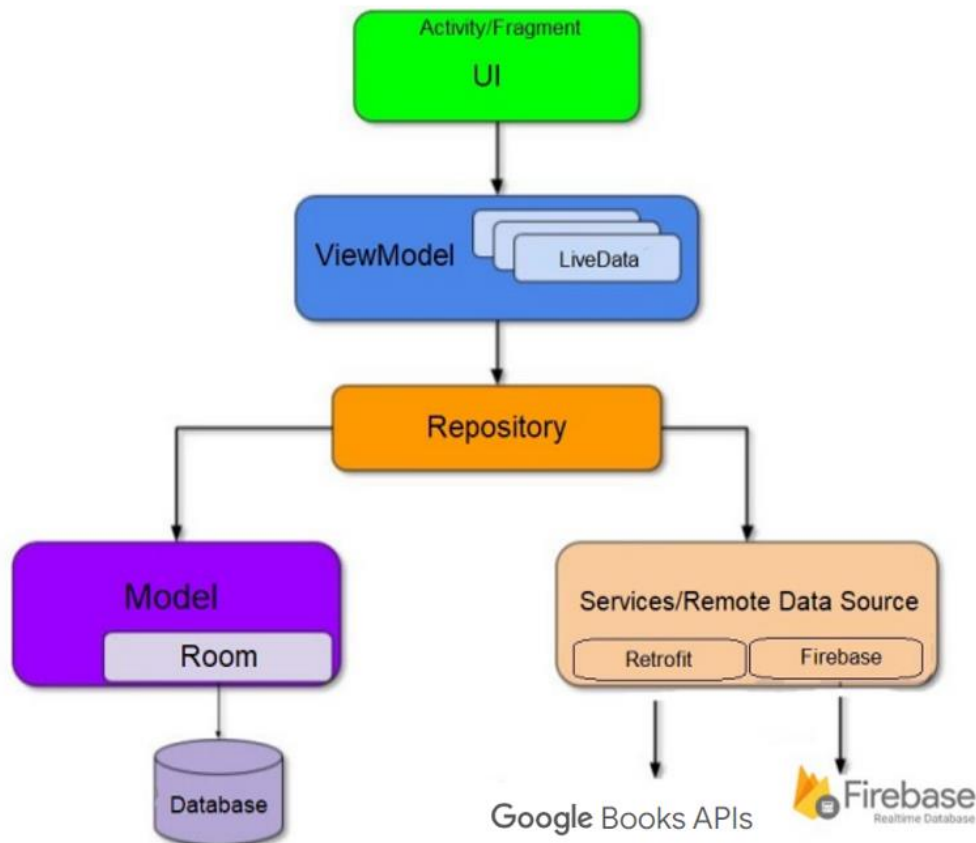 Activity/Fragment
UI
ViewModel
LiveData
Repository
Model
Room
Services/Remote Data Source
Retrofit
Firebase
Database
Google Books APIs
Firebase
Realtime Database